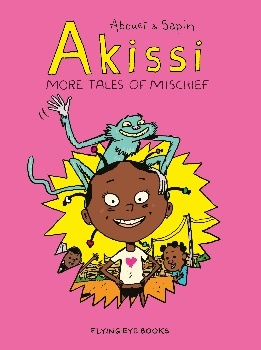 Abouet & Sapin
Akissi
MORE TALES OF MISCHIEF
FLYING EYE BOOKS